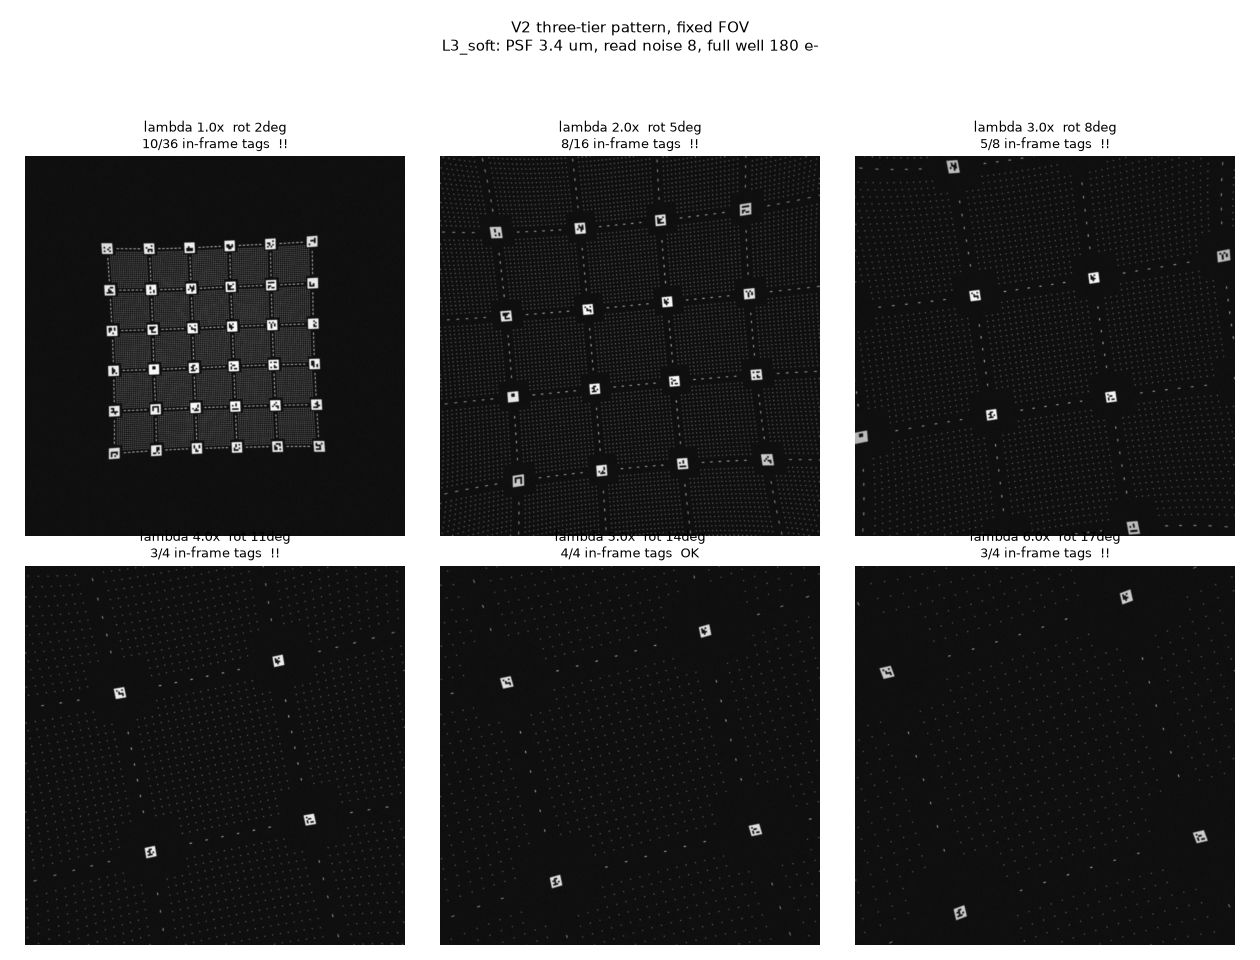 V2 three-tier pattern, fixed FOV
L3_soft: PSF 3.4 um, read noise 8, full well 180 e-
lambda 1.0x  rot 2deg
10/36 in-frame tags  !!
lambda 2.0x  rot 5deg
8/16 in-frame tags  !!
lambda 3.0x  rot 8deg
5/8 in-frame tags  !!
lambda 4.0x  rot 11deg
3/4 in-frame tags  !!
lambda 5.0x  rot 14deg
4/4 in-frame tags  OK
lambda 6.0x  rot 17deg
3/4 in-frame tags  !!